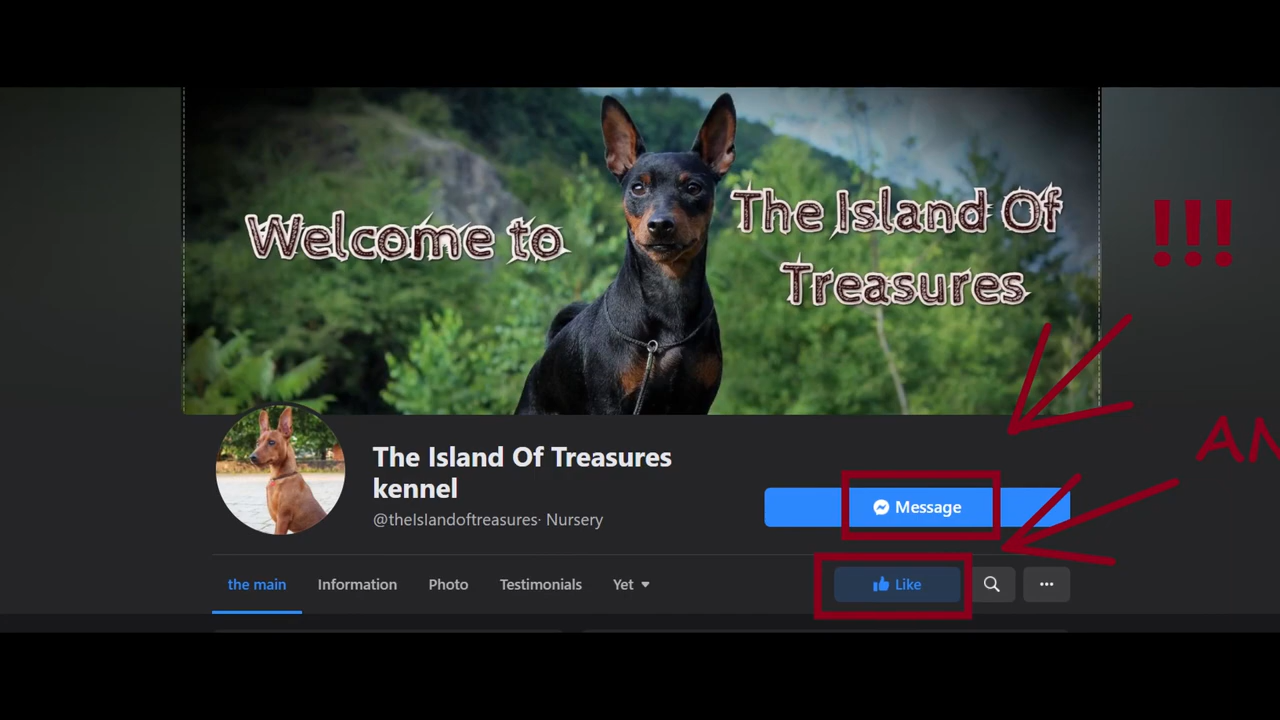 Welcome to
The Island Of
Treasures
!!!
The Island Of Treasures
kennel
@theIslandoftreasures· Nursery
Message
the main
Information
Photo
Testimonials
Yet
Like